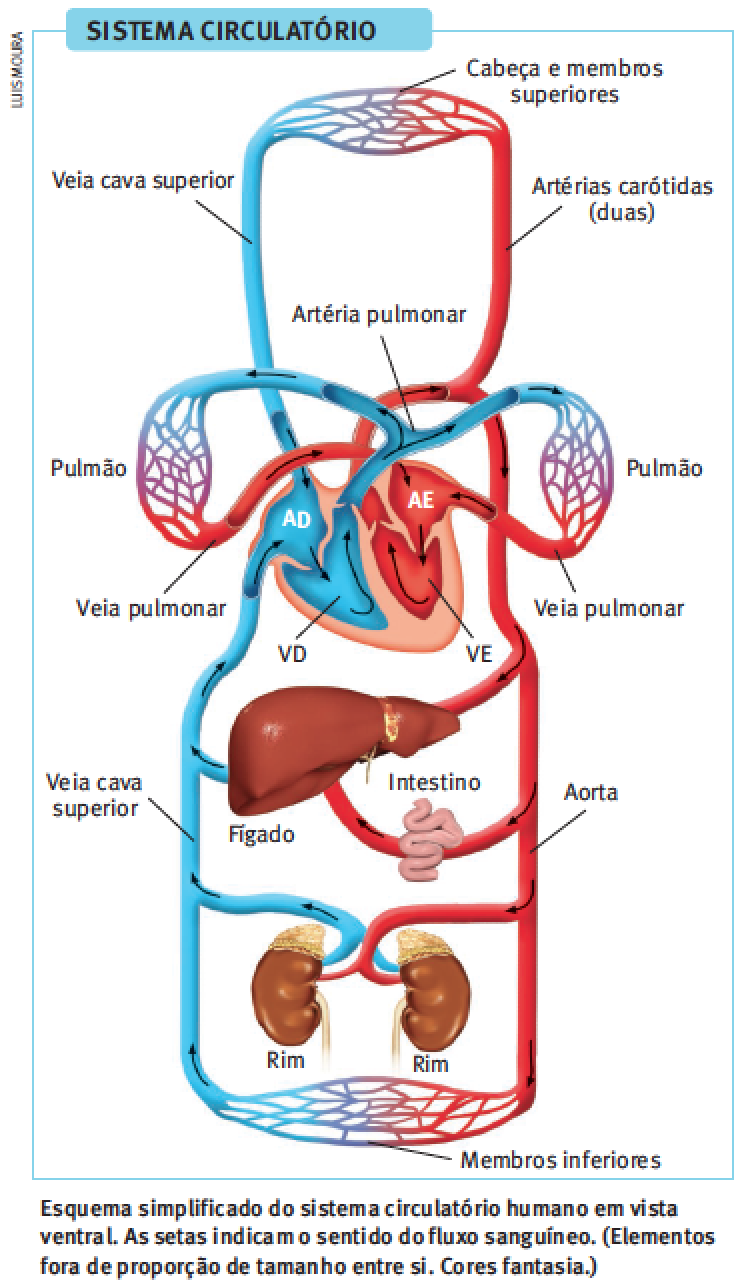 SISTEMA CIRCULATÓRIO
LUIS MOURA
Cabeça e membros
superiores
Veia cava superior
Artérias carótidas
(duas)
Artéria pulmonar
Pulmão
Pulmão
AD
AE
Veia pulmonar
Veia pulmonar
VD
VE
Veia cava
superior
Intestino
Aorta
Fígado
Rim
Rim
Membros inferiores
Esquema simplificado do sistema circulatório humano em vista
ventral. As setas indicam o sentido do fluxo sanguíneo. (Elementos
fora de proporção de tamanho entre si. Cores fantasia.)